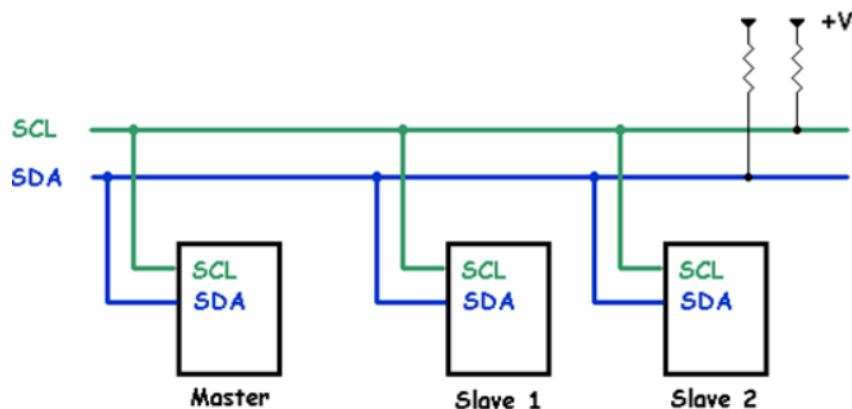 +V
SCL
SDA
SCL SCL SCL
SDA SDA SDA
Master Slave 1 Slave 2